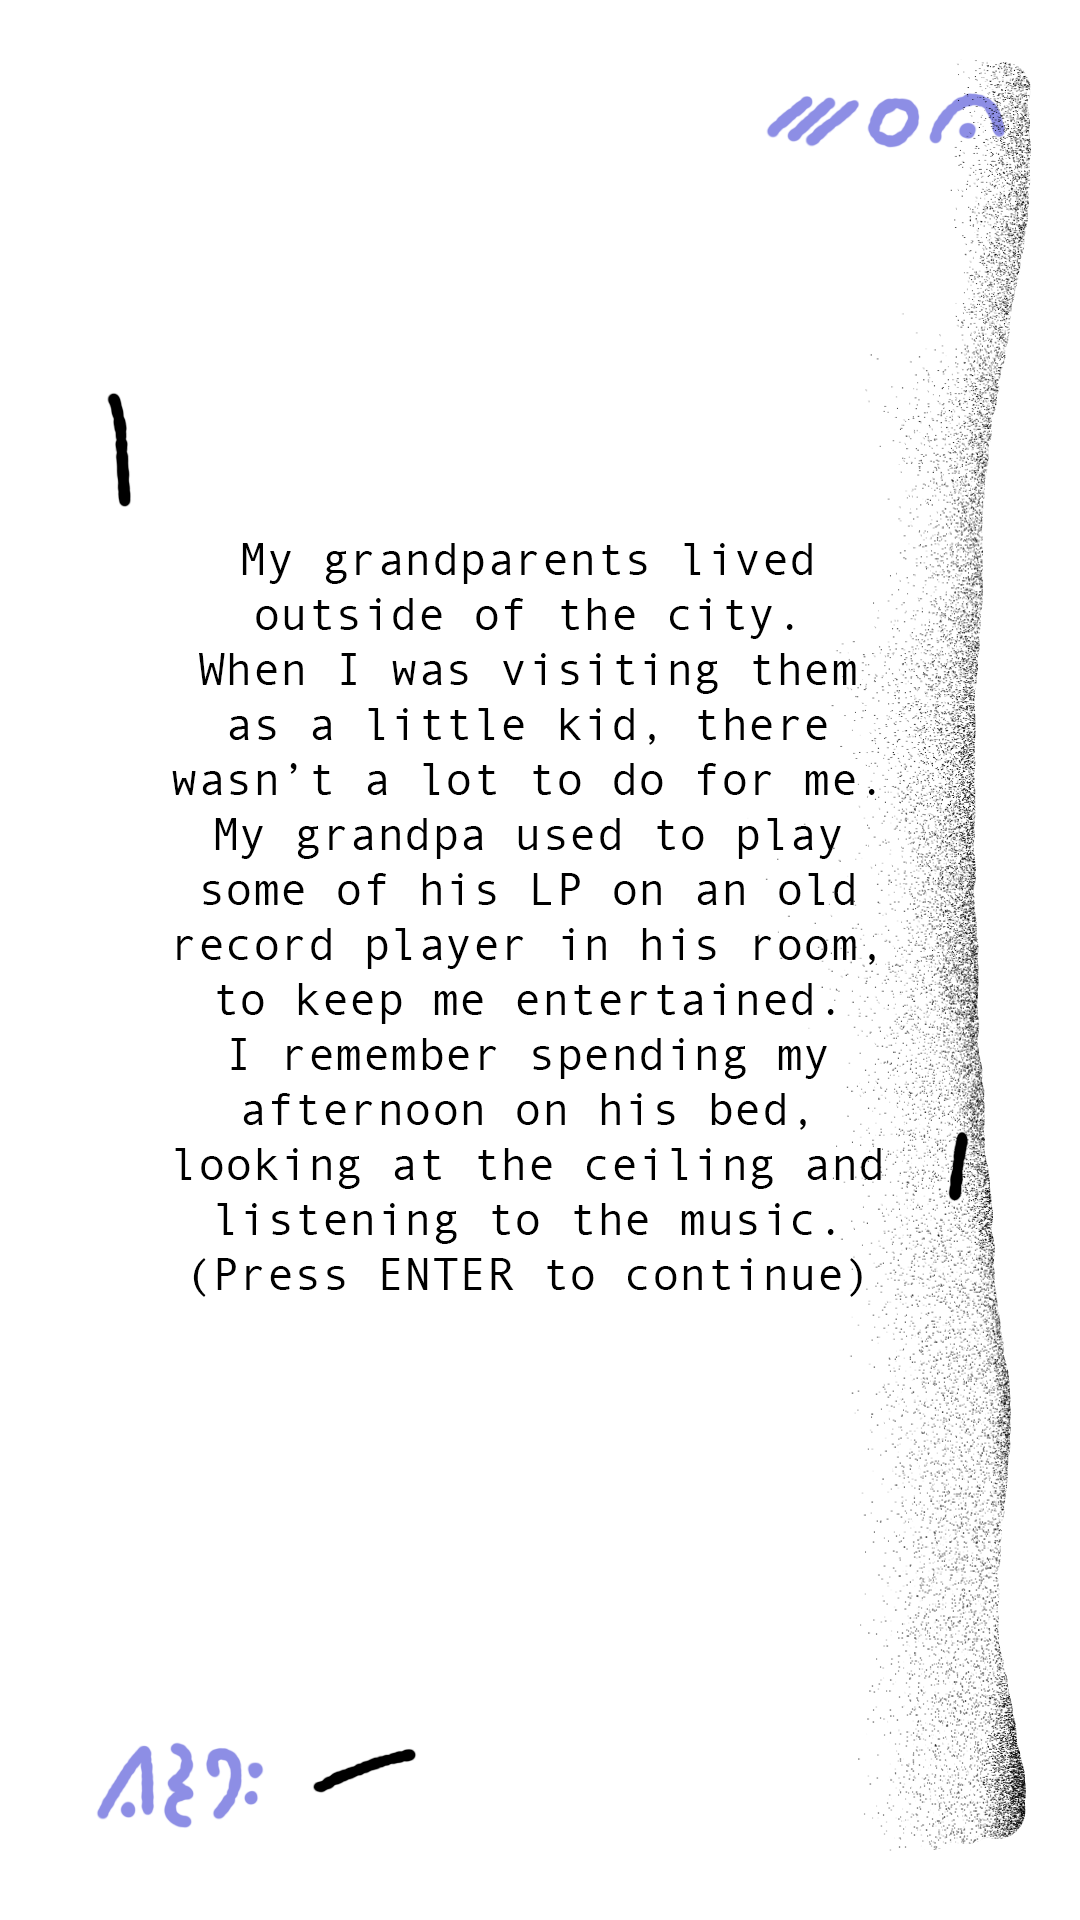 My grandparents lived
outside of the city.
When I was visiting them
as a little kid, there
wasn’t a lot to do for me.
My grandpa used to play
some of his LP on an old
record player in his room,
to keep me entertained.
I remember spending my
afternoon on his bed,
looking at the ceiling and
listening to the music.
(Press ENTER to continue)